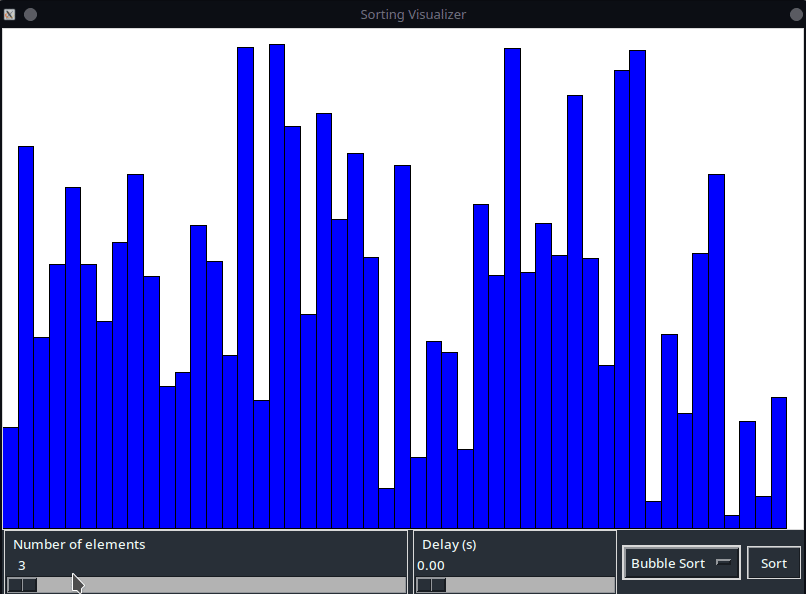 Sorting Visualizer
Number of elements
3
Delay (s)
0.00
Bubble Sort
Sort